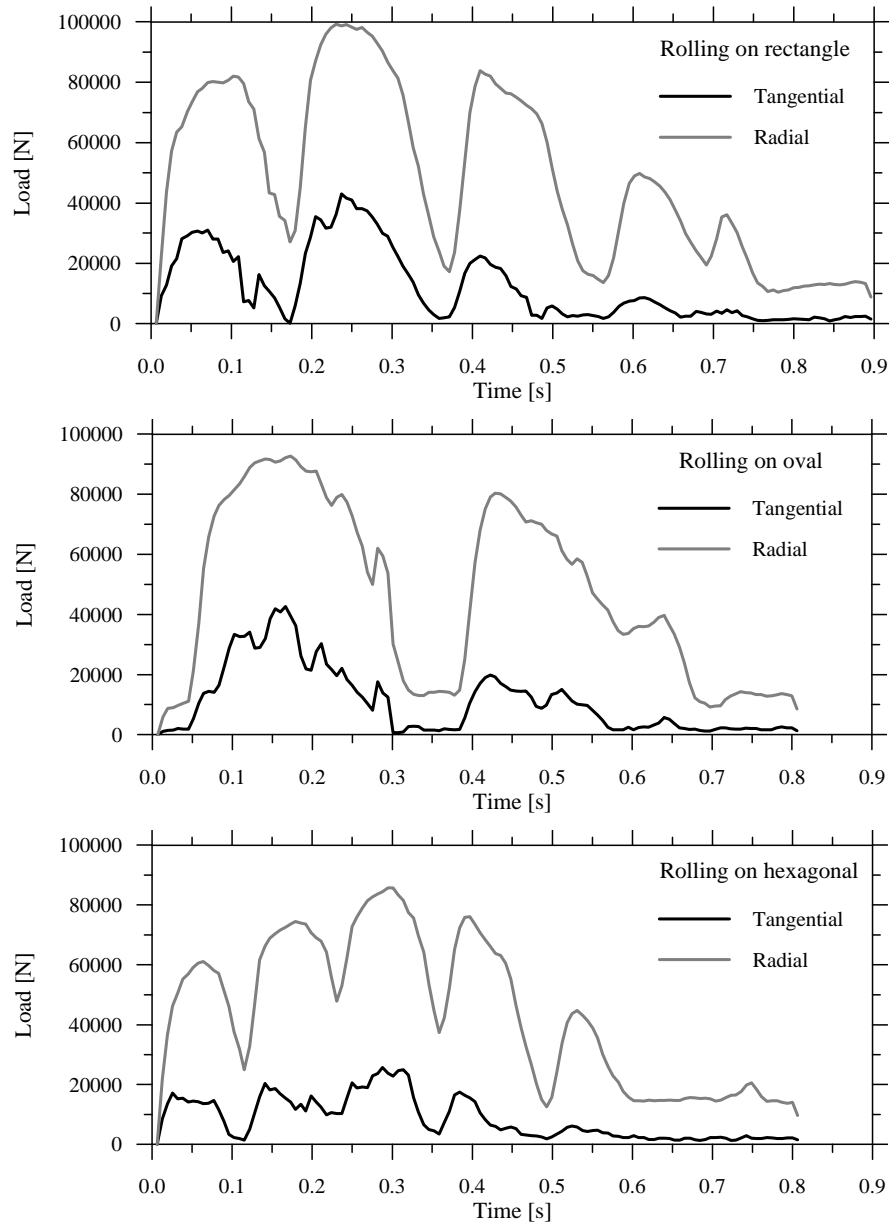 100000
80000
60000
40000
20000
0
Load [N]
Rolling on rectangle
Tangential
Radial
0.0 0.1 0.2 0.3 0.4 0.5 0.6 0.7 0.8 0.9
Time [s]
100000
80000
60000
40000
20000
0
Load [N]
Rolling on oval
Tangential
Radial
0.0 0.1 0.2 0.3 0.4 0.5 0.6 0.7 0.8 0.9
Time [s]
100000
80000
60000
40000
20000
0
Load [N]
Rolling on hexagonal
Tangential
Radial
0.0 0.1 0.2 0.3 0.4 0.5 0.6 0.7 0.8 0.9
Time [s]